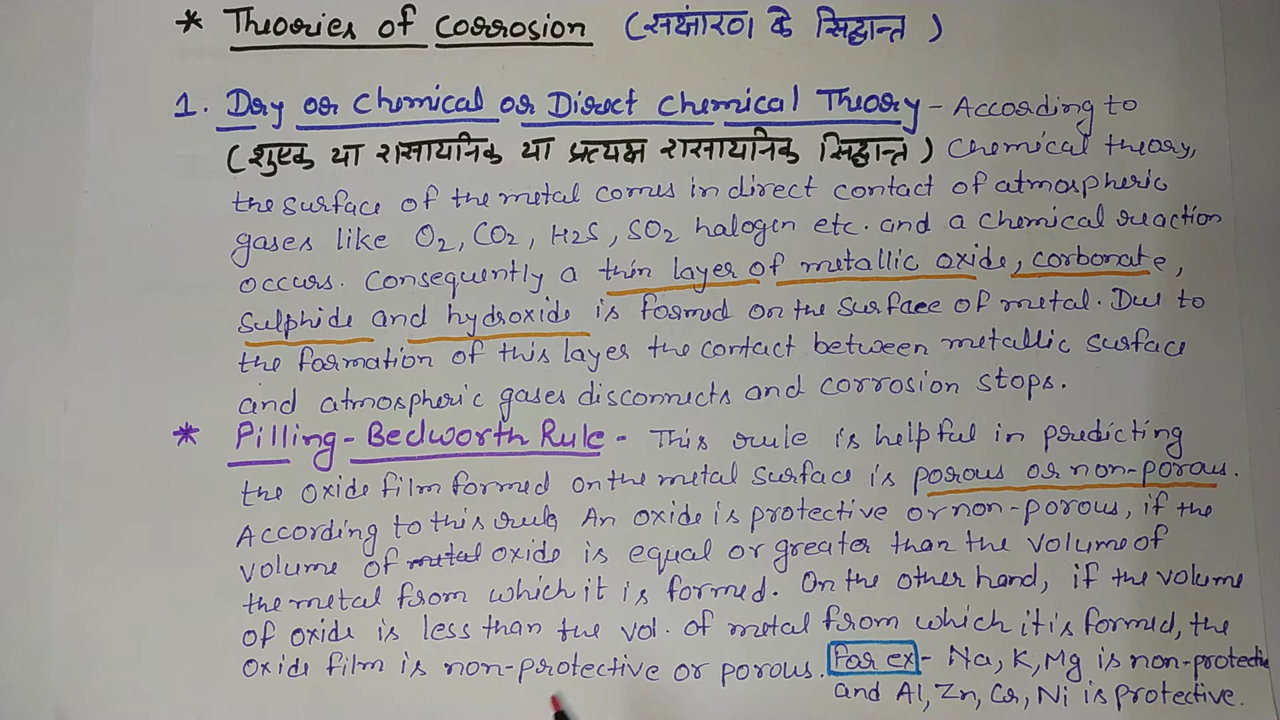 * Theories of Corrosion (संक्षारण के सिद्धान्त)
1. Dry or Chemical or Direct Chemical Theory - According to
(शुष्क या रासायनिक या प्रत्यक्ष रासायनिक सिद्धान्त) Chemical theory,
the surface of the metal comes in direct contact of atmospheric
gases like O2, CO2, H2S, SO2 halogen etc. and a chemical reaction
occurs. Consequently a thin layer of metallic oxide, corbonate,
Sulphide and hydroxide is formed on the surface of metal. Due to
the formation of this layer the contact between metallic surface
and atmospheric gases disconnects and corrosion stops.
* Pilling-Bedworth Rule - This rule is helpful in predicting
the oxide film formed on the metal surface is porous or non-porous.
According to this rule, An oxide is protective or non-porous, if the
volume of metal oxide is equal or greater than the volume of
the metal from which it is formed. On the other hand, if the volume
of oxide is less than the vol. of metal from which it is formed, the
oxide film is non-protective or porous. For ex - Na, K, Mg is non-protective
and Al, Zn, Cr, Ni is protective.